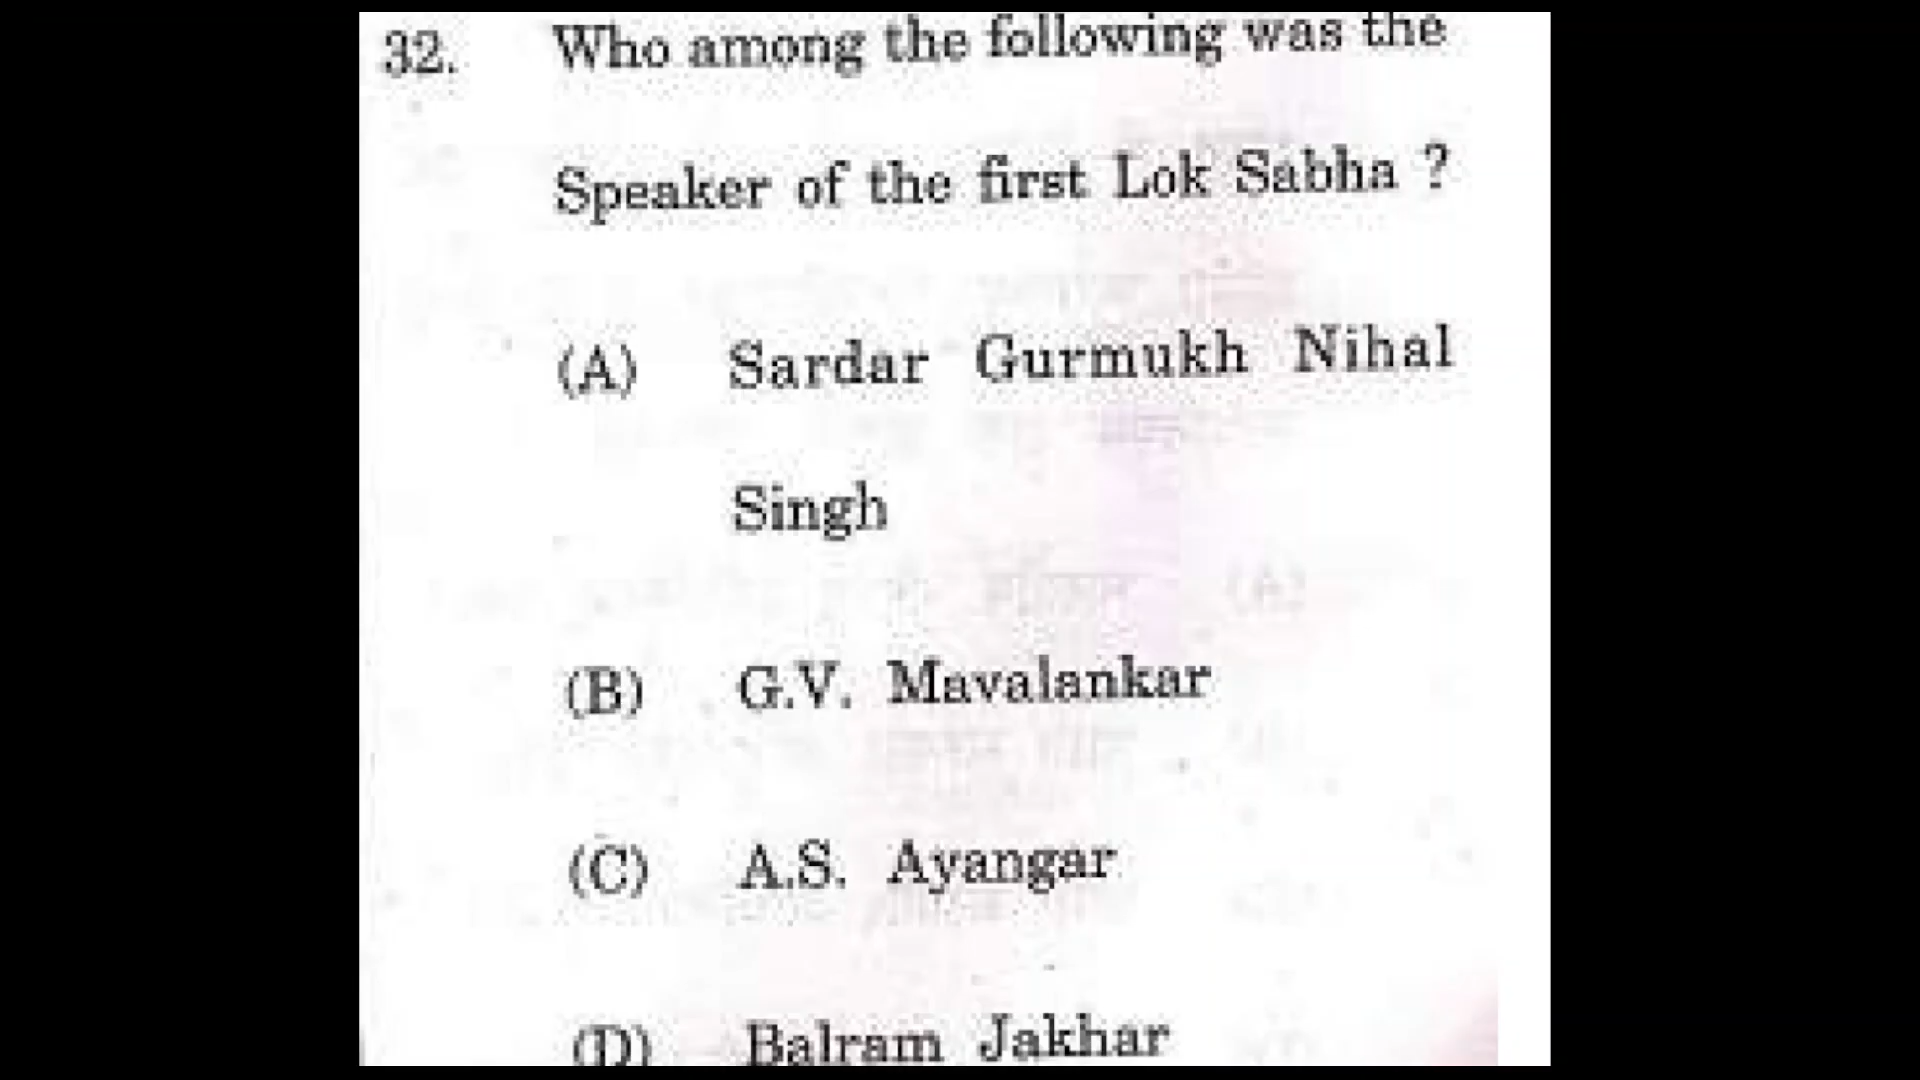 32. Who among the following was the
Speaker of the first Lok Sabha ?
(A) Sardar Gurmukh Nihal
Singh
(B) G.V. Mavalankar
(C) A.S. Ayangar
(D) Balram Jakhar